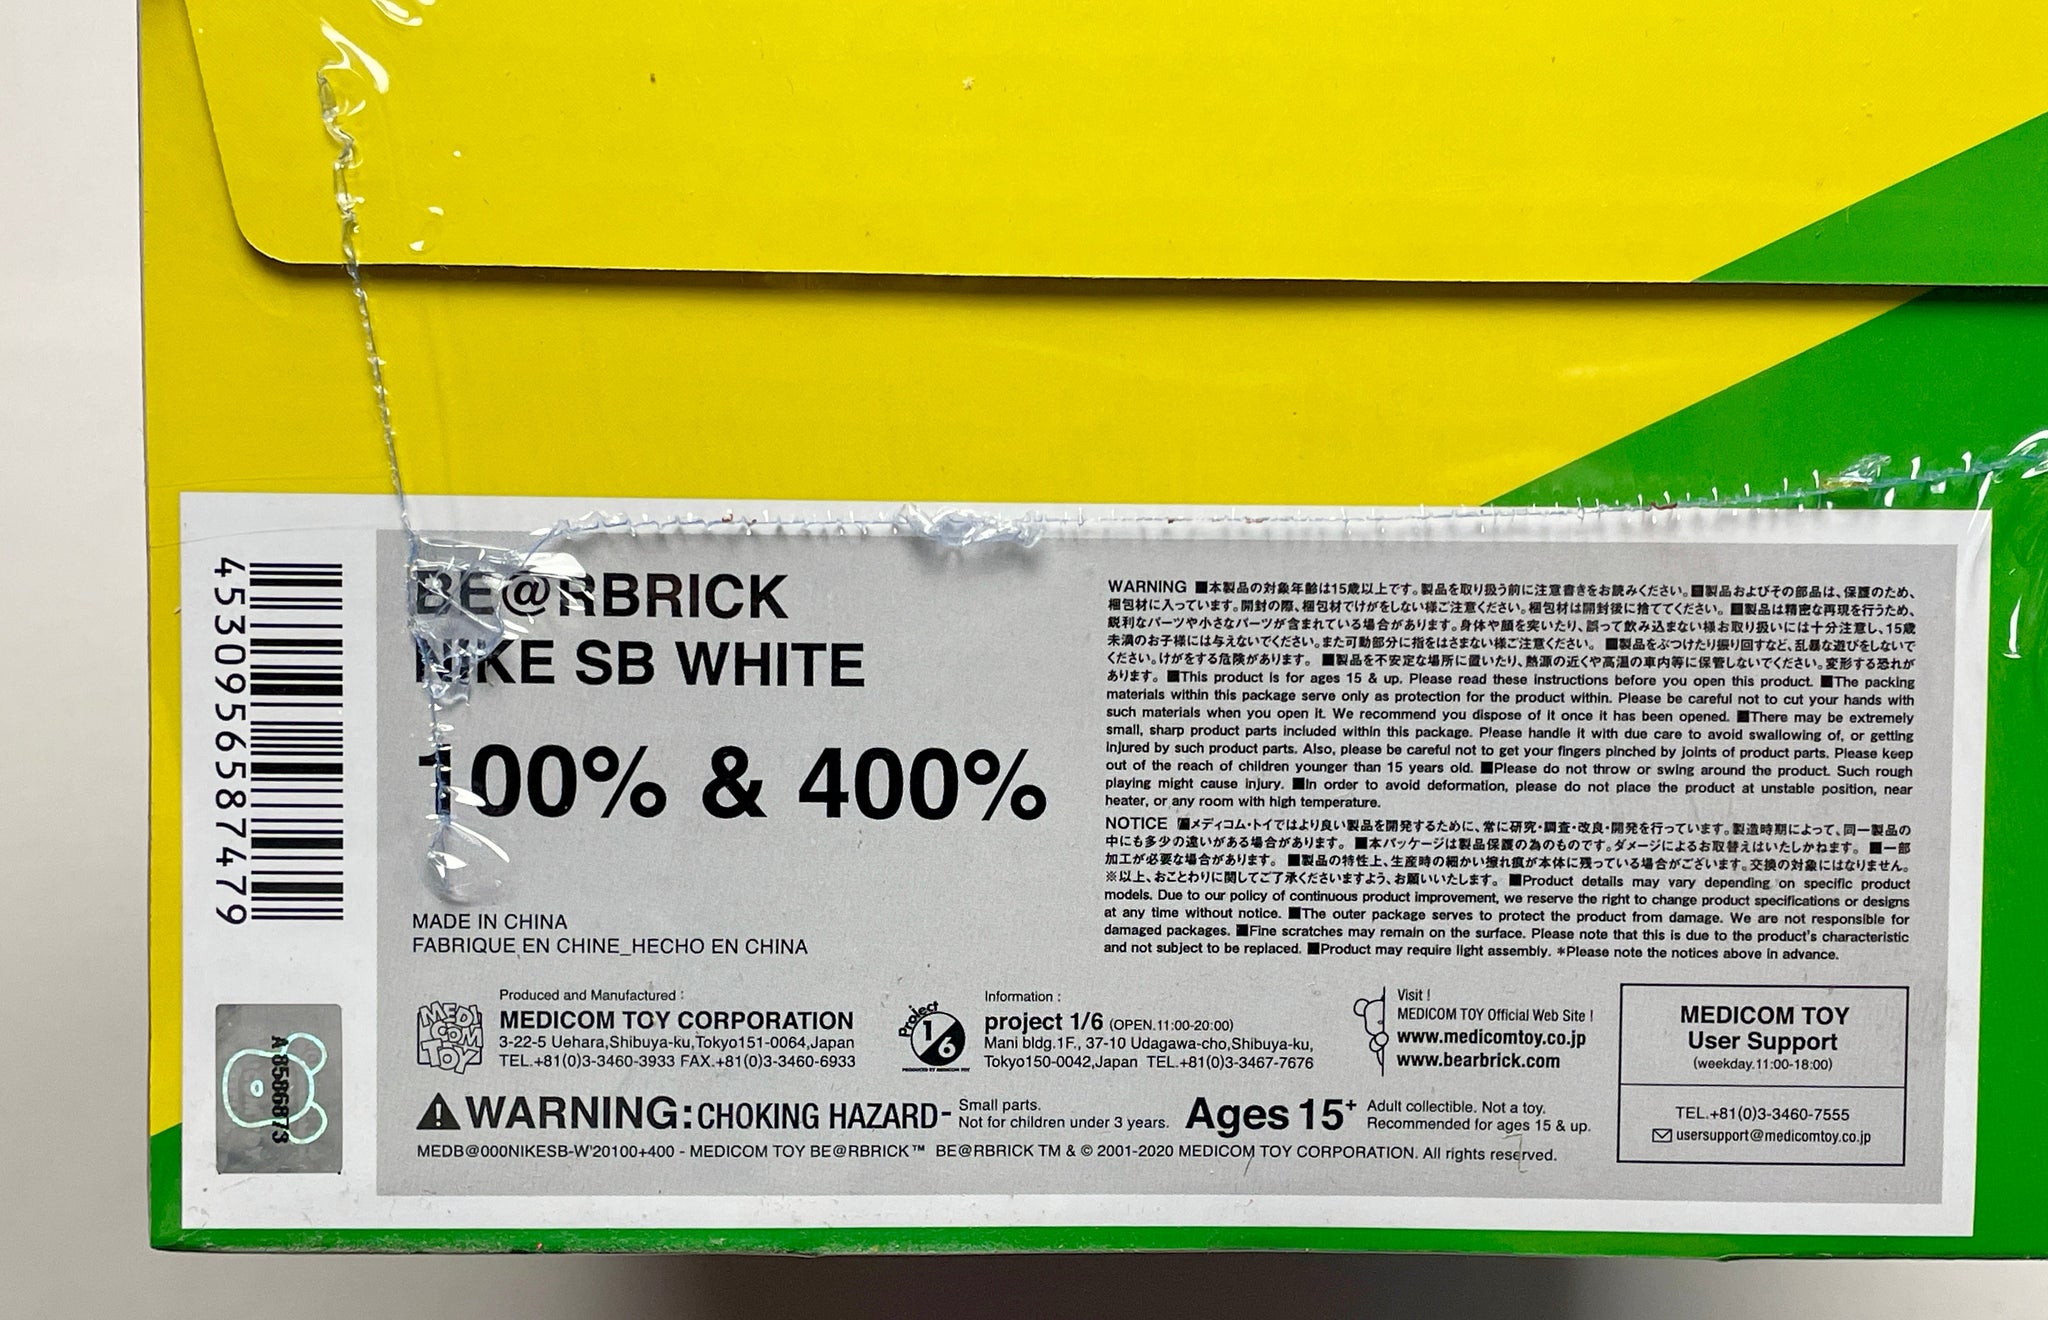 4530956587479
A8586873
BE@RBRICK
NIKE SB WHITE
100% & 400%
MADE IN CHINA
FABRIQUE EN CHINE_HECHO EN CHINA
WARNING ■本製品の対象年齢は15歳以上です。製品を取り扱う前に注意書きをお読みください。■製品およびその部品は、保護のため、
梱包材に入っています。開封の際、梱包材でけがをしない様ご注意ください。梱包材は開封後に捨ててください。■製品は精密な再現を行うため、
鋭利なパーツや小さなパーツが含まれている場合があります。身体や顔を突いたり、誤って飲み込まない様お取り扱いには十分注意し、15歳
未満のお子様には与えないでください。また可動部分に指をはさまない様ご注意ください。■製品をぶつけたり振り回すなど、乱暴な遊びをしないで
ください。けがをする危険があります。■製品を不安定な場所に置いたり、熱源の近くや高温の車内等に保管しないでください。変形する恐れが
あります。■This product is for ages 15 & up. Please read these instructions before you open this product. ■The packing
materials within this package serve only as protection for the product within. Please be careful not to cut your hands with
such materials when you open it. We recommend you dispose of it once it has been opened. ■There may be extremely
small, sharp product parts included within this package. Please handle it with due care to avoid swallowing of, or getting
injured by such product parts. Also, please be careful not to get your fingers pinched by joints of product parts. Please keep
out of the reach of children younger than 15 years old. ■Please do not throw or swing around the product. Such rough
playing might cause injury. ■In order to avoid deformation, please do not place the product at unstable position, near
heater, or any room with high temperature.
NOTICE ■メディコム・トイではより良い製品を開発するために、常に研究・調査・改良・開発を行っています。製造時期によって、同一製品の
中にも多少の違いがある場合があります。■本パッケージは製品保護の為のものです。ダメージによるお取替えはいたしかねます。■一部
加工が必要な場合があります。■製品の特性上、生産時の細かい擦れ痕が本体に残っている場合がございます。交換の対象にはなりません。
※以上、おことわりに関してご了承くださいますよう、お願いいたします。■Product details may vary depending on specific product
models. Due to our policy of continuous product improvement, we reserve the right to change product specifications or designs
at any time without notice. ■The outer package serves to protect the product from damage. We are not responsible for
damaged packages. ■Fine scratches may remain on the surface. Please note that this is due to the product's characteristic
and not subject to be replaced. ■Product may require light assembly. *Please note the notices above in advance.
MEDI COM TOY
Produced and Manufactured :
MEDICOM TOY CORPORATION
3-22-5 Uehara,Shibuya-ku,Tokyo151-0064,Japan
TEL.+81(0)3-3460-3933 FAX.+81(0)3-3460-6933
Project 1/6
PRODUCED BY MEDICOM TOY
Information :
project 1/6 (OPEN.11:00-20:00)
Mani bldg.1F., 37-10 Udagawa-cho,Shibuya-ku,
Tokyo150-0042,Japan TEL.+81(0)3-3467-7676
Visit !
MEDICOM TOY Official Web Site !
www.medicomtoy.co.jp
www.bearbrick.com
MEDICOM TOY
User Support
(weekday.11:00-18:00)
TEL.+81(0)3-3460-7555
usersupport@medicomtoy.co.jp
WARNING:CHOKING HAZARD- Small parts.
Not for children under 3 years.
Ages 15+ Adult collectible. Not a toy.
Recommended for ages 15 & up.
MEDB@000NIKESB-W'20100+400 - MEDICOM TOY BE@RBRICK™ BE@RBRICK TM & © 2001-2020 MEDICOM TOY CORPORATION. All rights reserved.